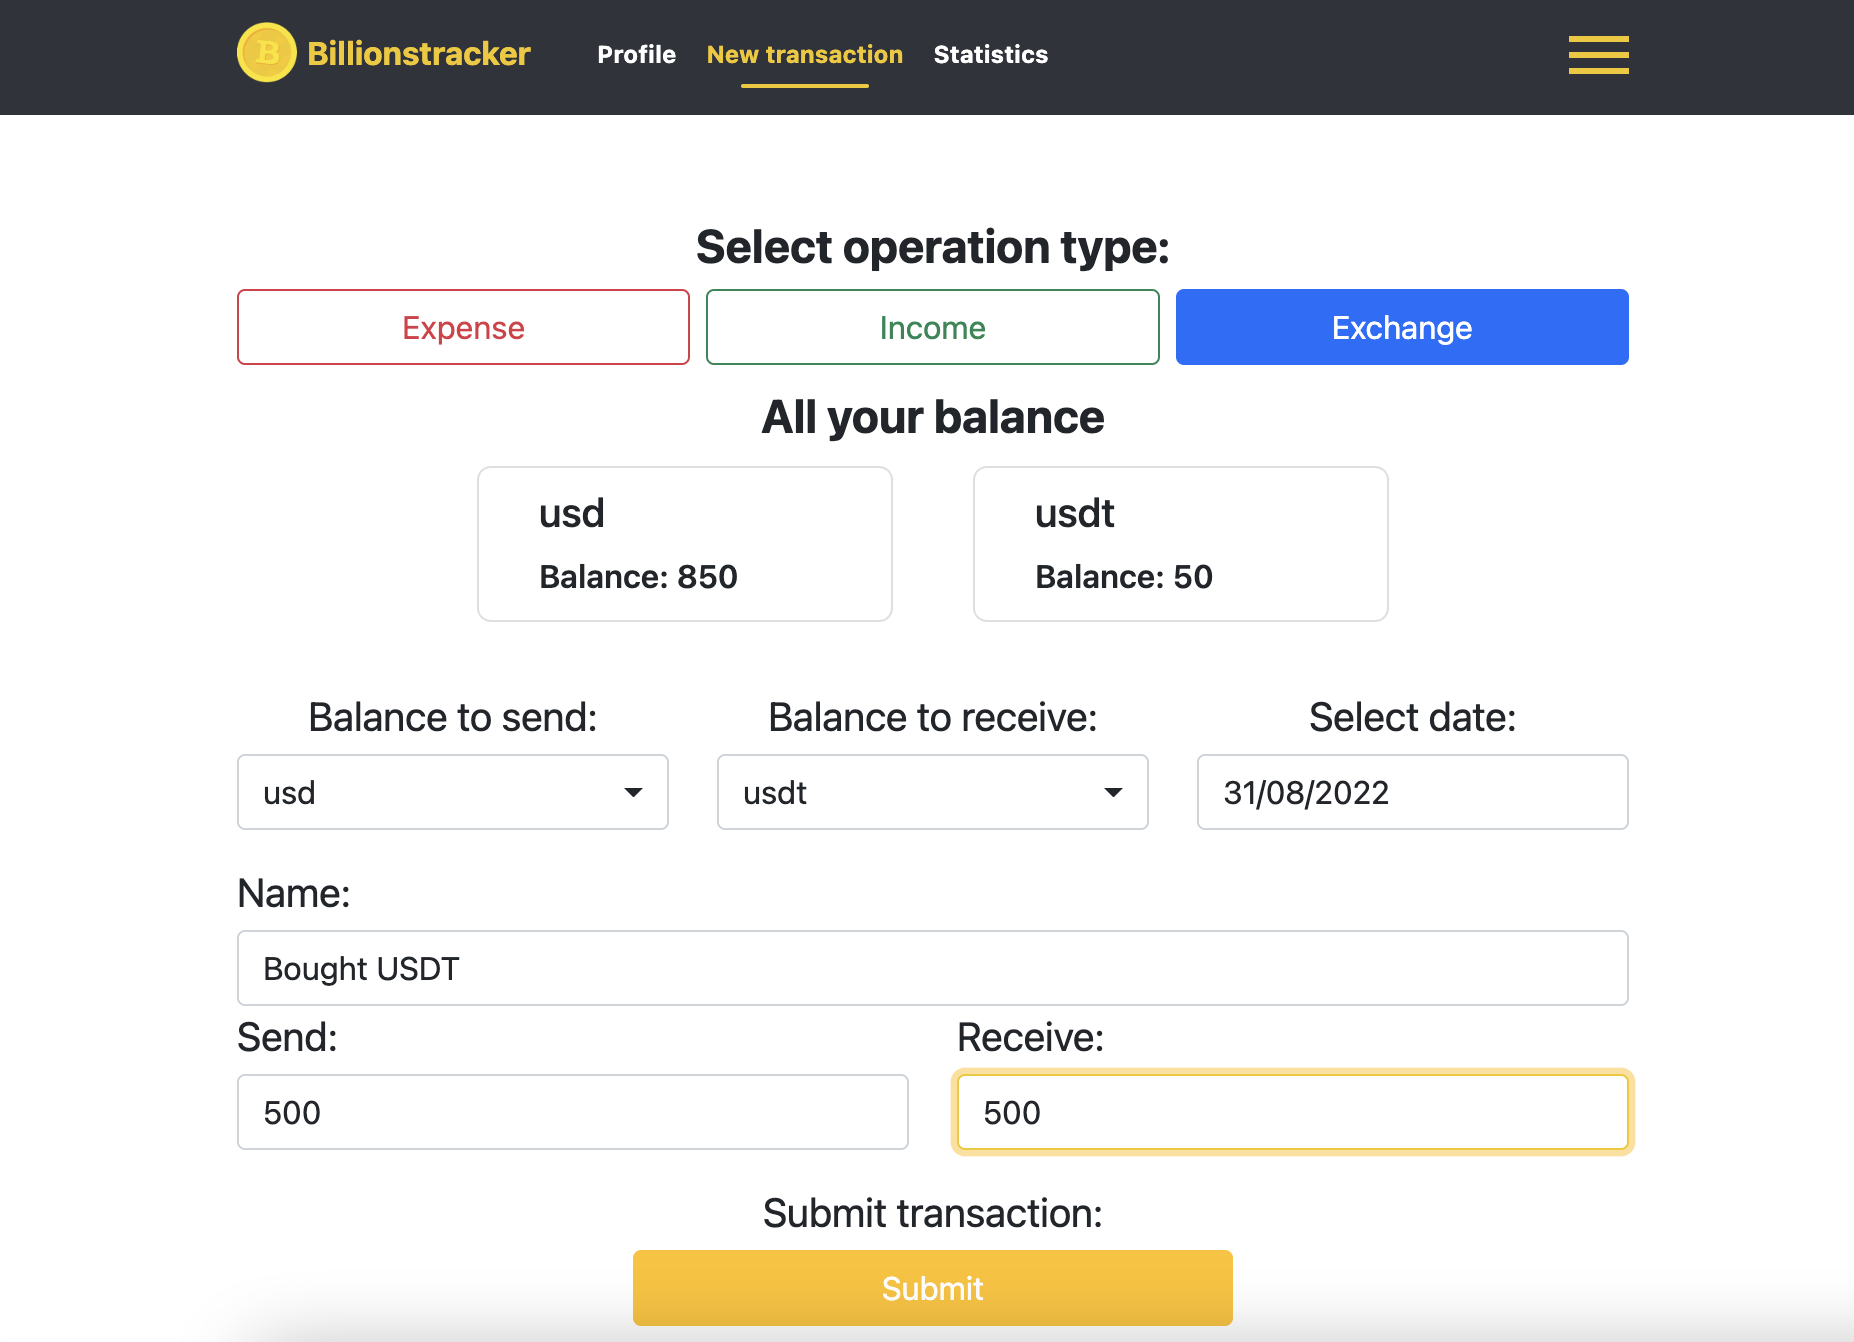 Billionstracker
Profile New transaction Statistics
Select operation type:
Expense Income Exchange
All your balance
usd usdt
Balance: 850 Balance: 50
Balance to send: Balance to receive: Select date:
usd usdt 31/08/2022
Name:
Bought USDT
Send: Receive:
500 500
Submit transaction:
Submit